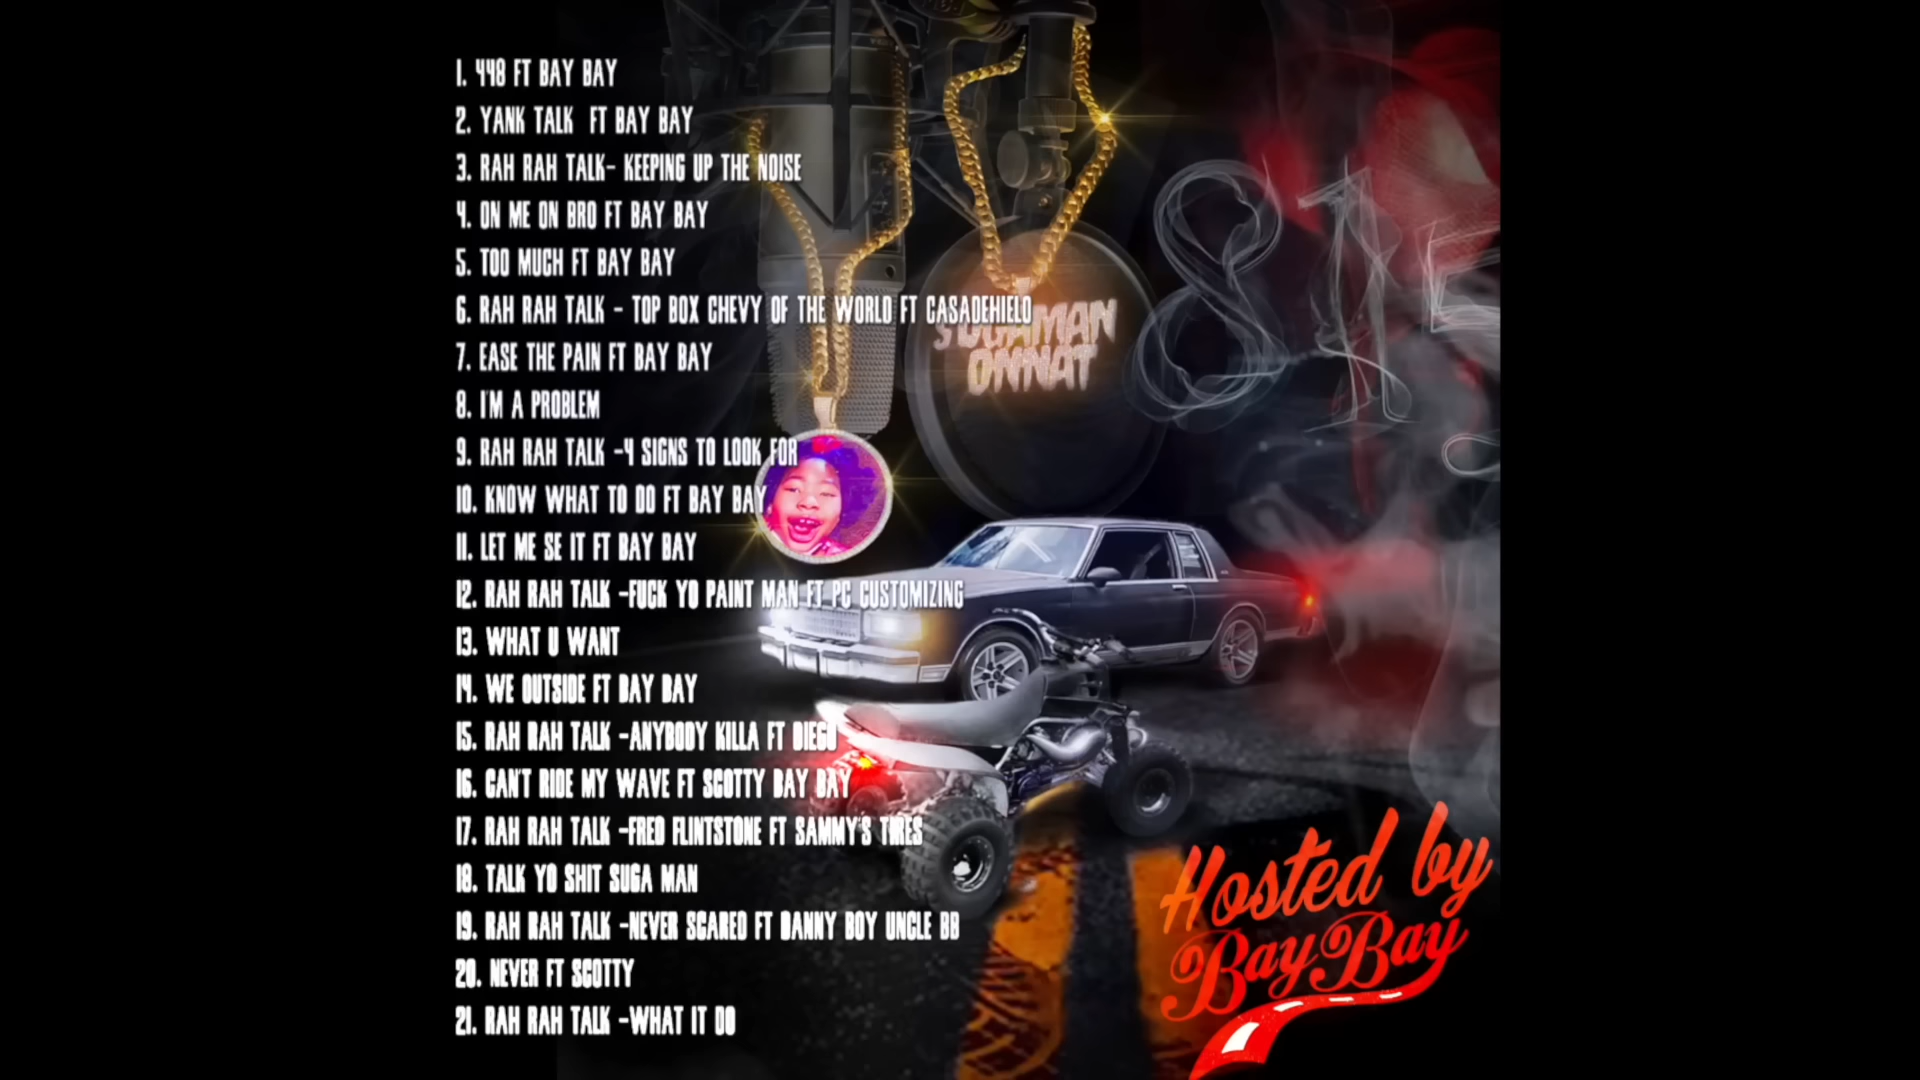 1. 448 FT BAY BAY
2. YANK TALK FT BAY BAY
3. RAH RAH TALK- KEEPING UP THE NOISE
4. ON ME ON BRO FT BAY BAY
5. TOO MUCH FT BAY BAY
6. RAH RAH TALK - TOP BOX CHEVY OF THE WORLD FT CASADEHIELO
7. EASE THE PAIN FT BAY BAY
8. I'M A PROBLEM
9. RAH RAH TALK -4 SIGNS TO LOOK FOR
10. KNOW WHAT TO DO FT BAY BAY
11. LET ME SE IT FT BAY BAY
12. RAH RAH TALK -FUCK YO PAINT MAN FT PC CUSTOMIZING
13. WHAT U WANT
14. WE OUTSIDE FT BAY BAY
15. RAH RAH TALK -ANYBODY KILLA FT DIEGO
16. CAN'T RIDE MY WAVE FT SCOTTY BAY BAY
17. RAH RAH TALK -FRED FLINTSTONE FT SAMMY'S TIRES
18. TALK YO SHIT SUGA MAN
19. RAH RAH TALK -NEVER SCARED FT DANNY BOY UNCLE BB
20. NEVER FT SCOTTY
21. RAH RAH TALK -WHAT IT DO
SUGAMAN
ONNAT
815
Hosted by
Bay Bay